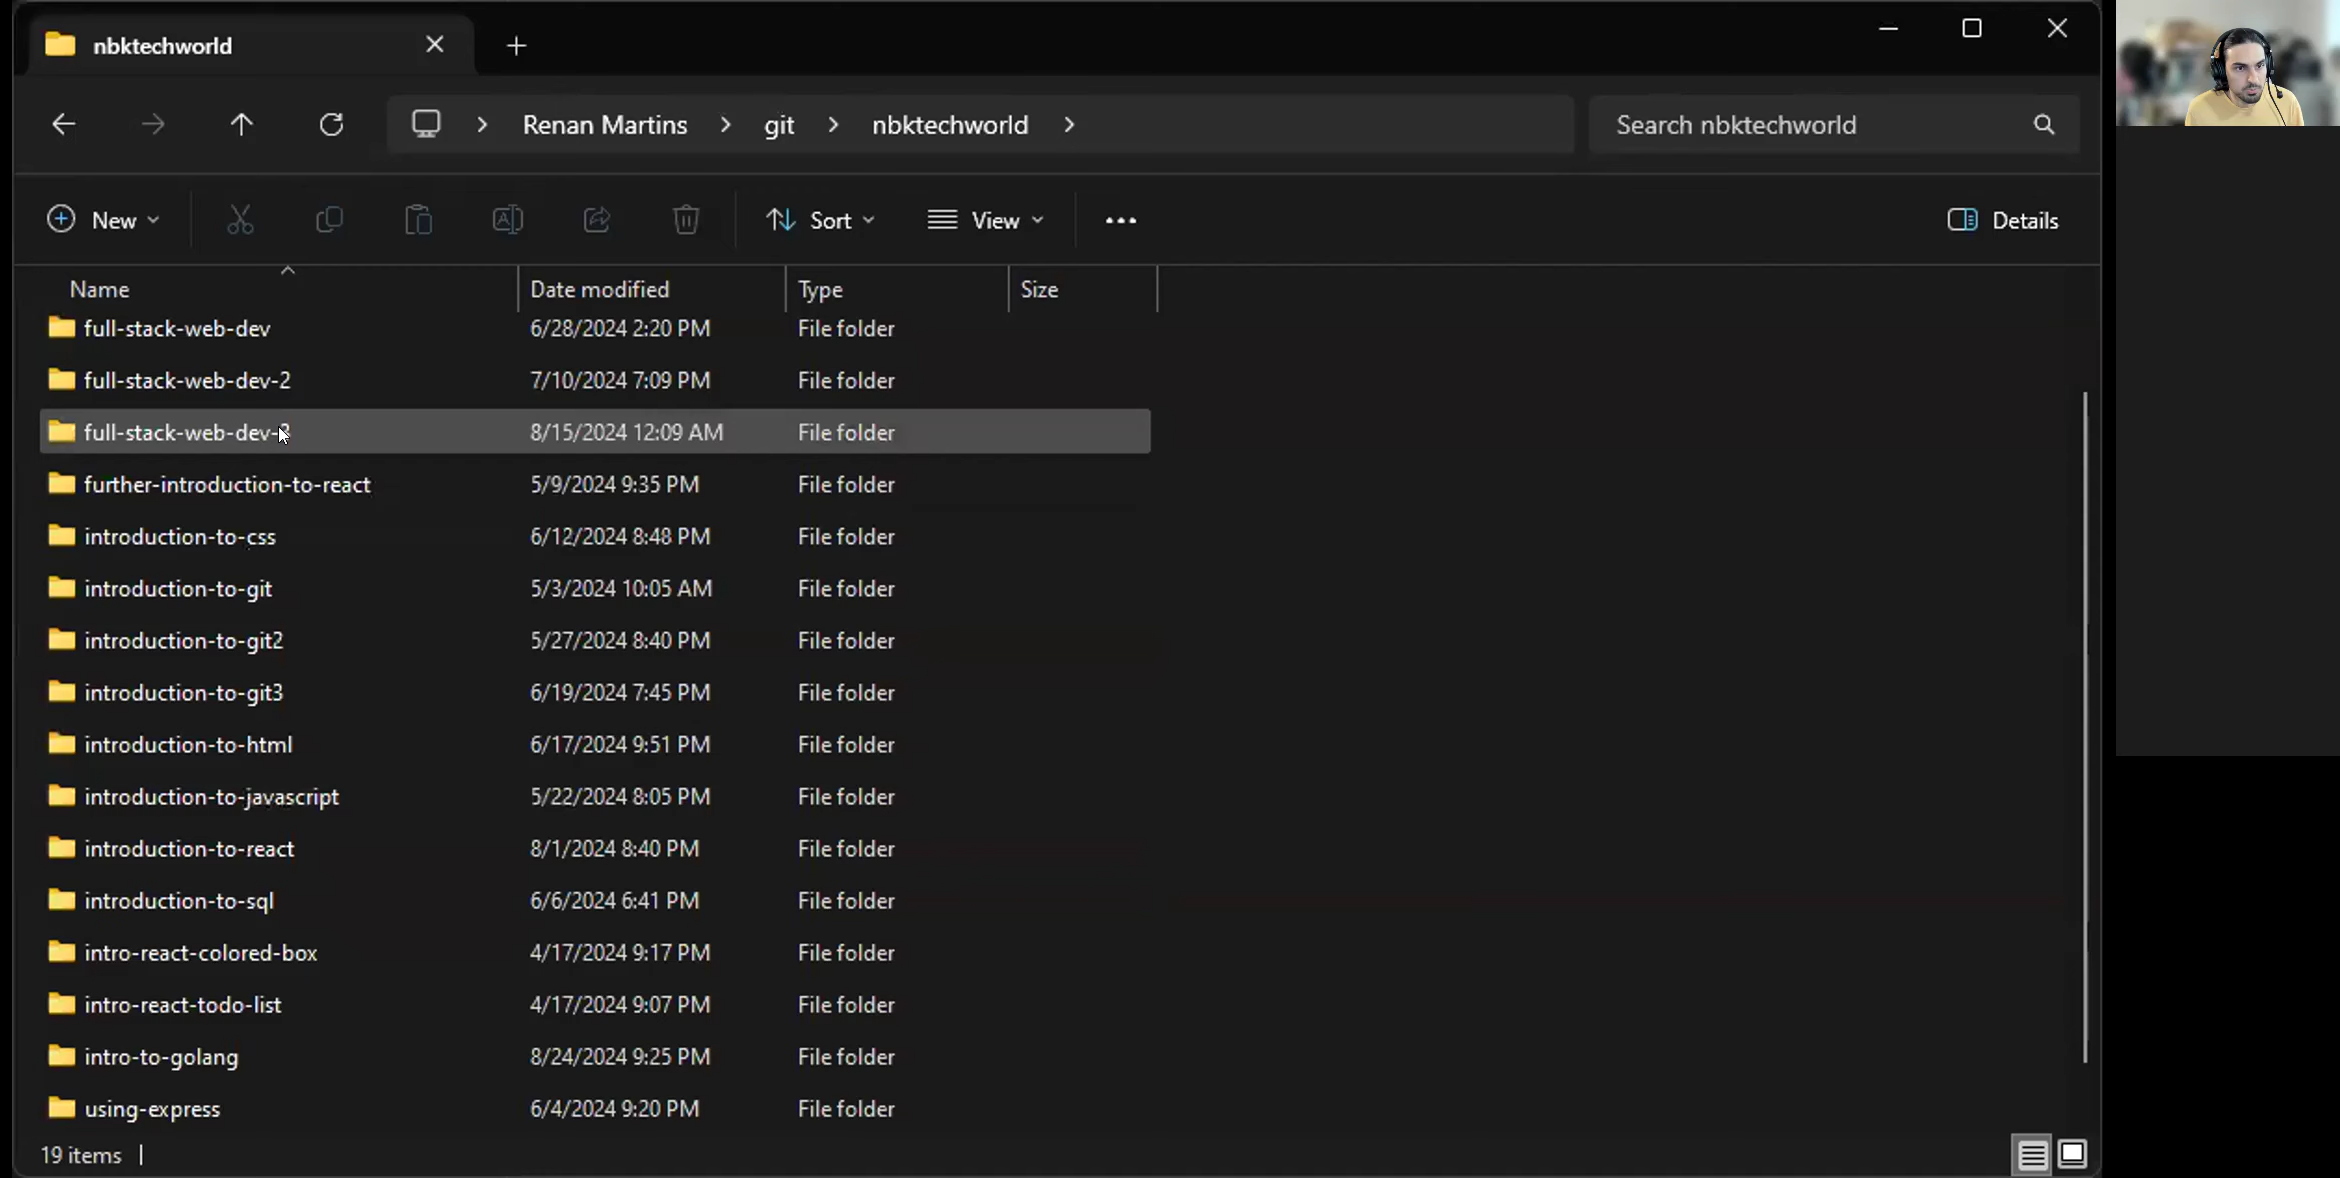 nbktechworld
Renan Martins git nbktechworld
Search nbktechworld
New Sort View Details
Name Date modified Type Size
full-stack-web-dev 6/28/2024 2:20 PM File folder
full-stack-web-dev-2 7/10/2024 7:09 PM File folder
full-stack-web-dev-3 8/15/2024 12:09 AM File folder
further-introduction-to-react 5/9/2024 9:35 PM File folder
introduction-to-css 6/12/2024 8:48 PM File folder
introduction-to-git 5/3/2024 10:05 AM File folder
introduction-to-git2 5/27/2024 8:40 PM File folder
introduction-to-git3 6/19/2024 7:45 PM File folder
introduction-to-html 6/17/2024 9:51 PM File folder
introduction-to-javascript 5/22/2024 8:05 PM File folder
introduction-to-react 8/1/2024 8:40 PM File folder
introduction-to-sql 6/6/2024 6:41 PM File folder
intro-react-colored-box 4/17/2024 9:17 PM File folder
intro-react-todo-list 4/17/2024 9:07 PM File folder
intro-to-golang 8/24/2024 9:25 PM File folder
using-express 6/4/2024 9:20 PM File folder
19 items